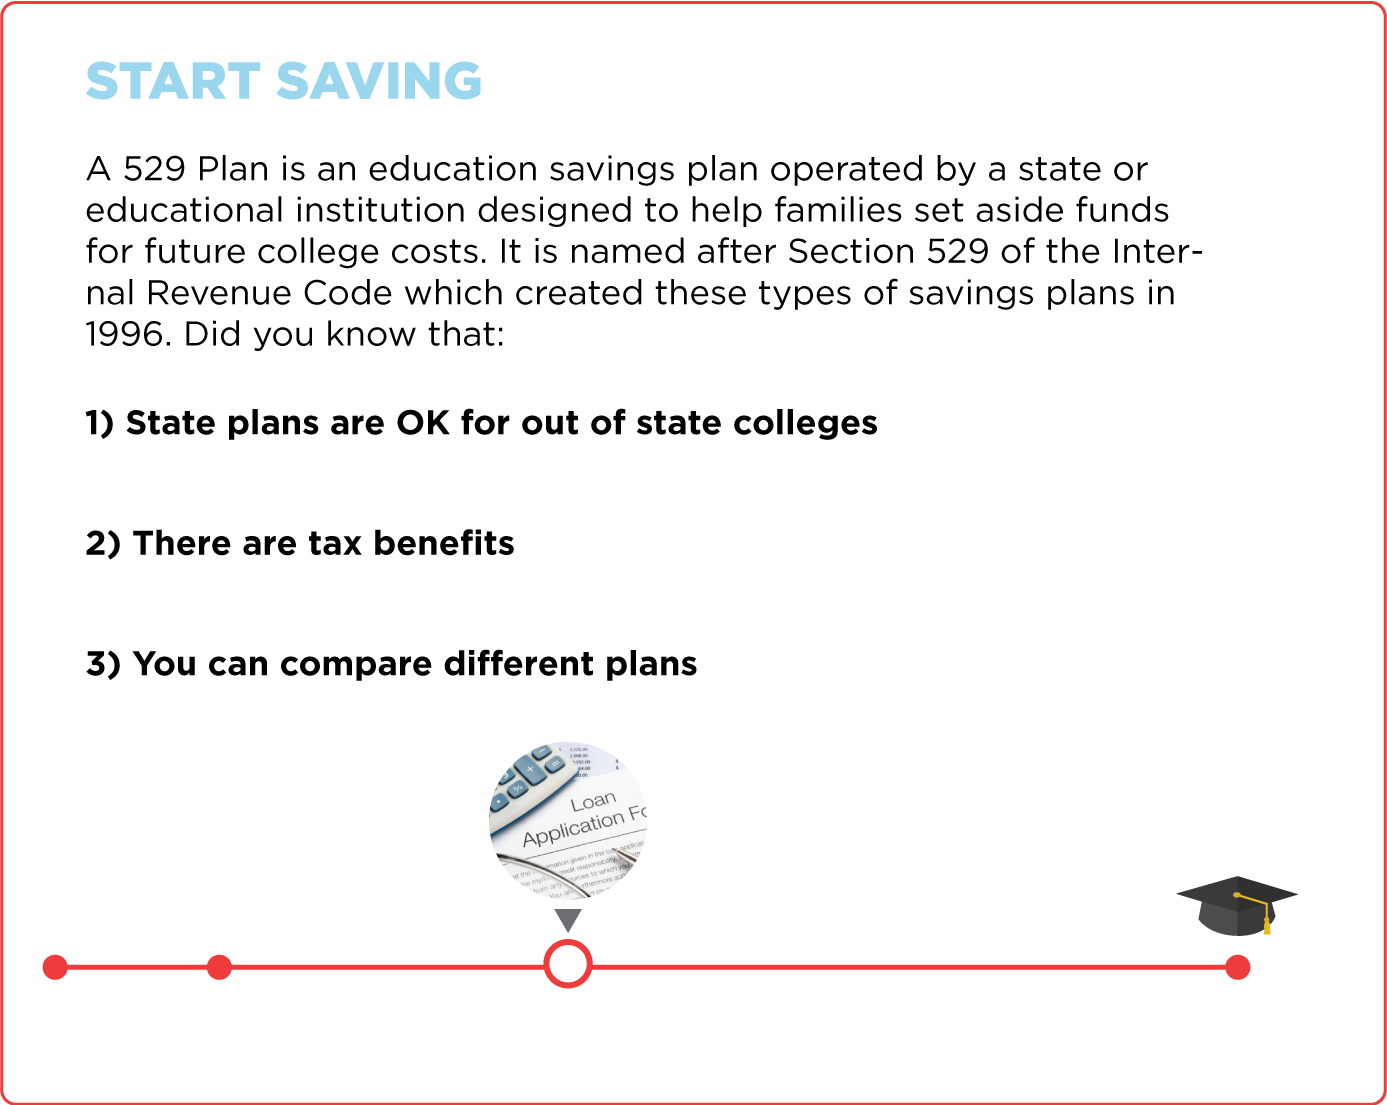 START SAVING
A 529 Plan is an education savings plan operated by a state or
educational institution designed to help families set aside funds
for future college costs. It is named after Section 529 of the Inter-
nal Revenue Code which created these types of savings plans in
1996. Did you know that:
1) State plans are OK for out of state colleges
2) There are tax benefits
3) You can compare different plans
Loan
Application Fo